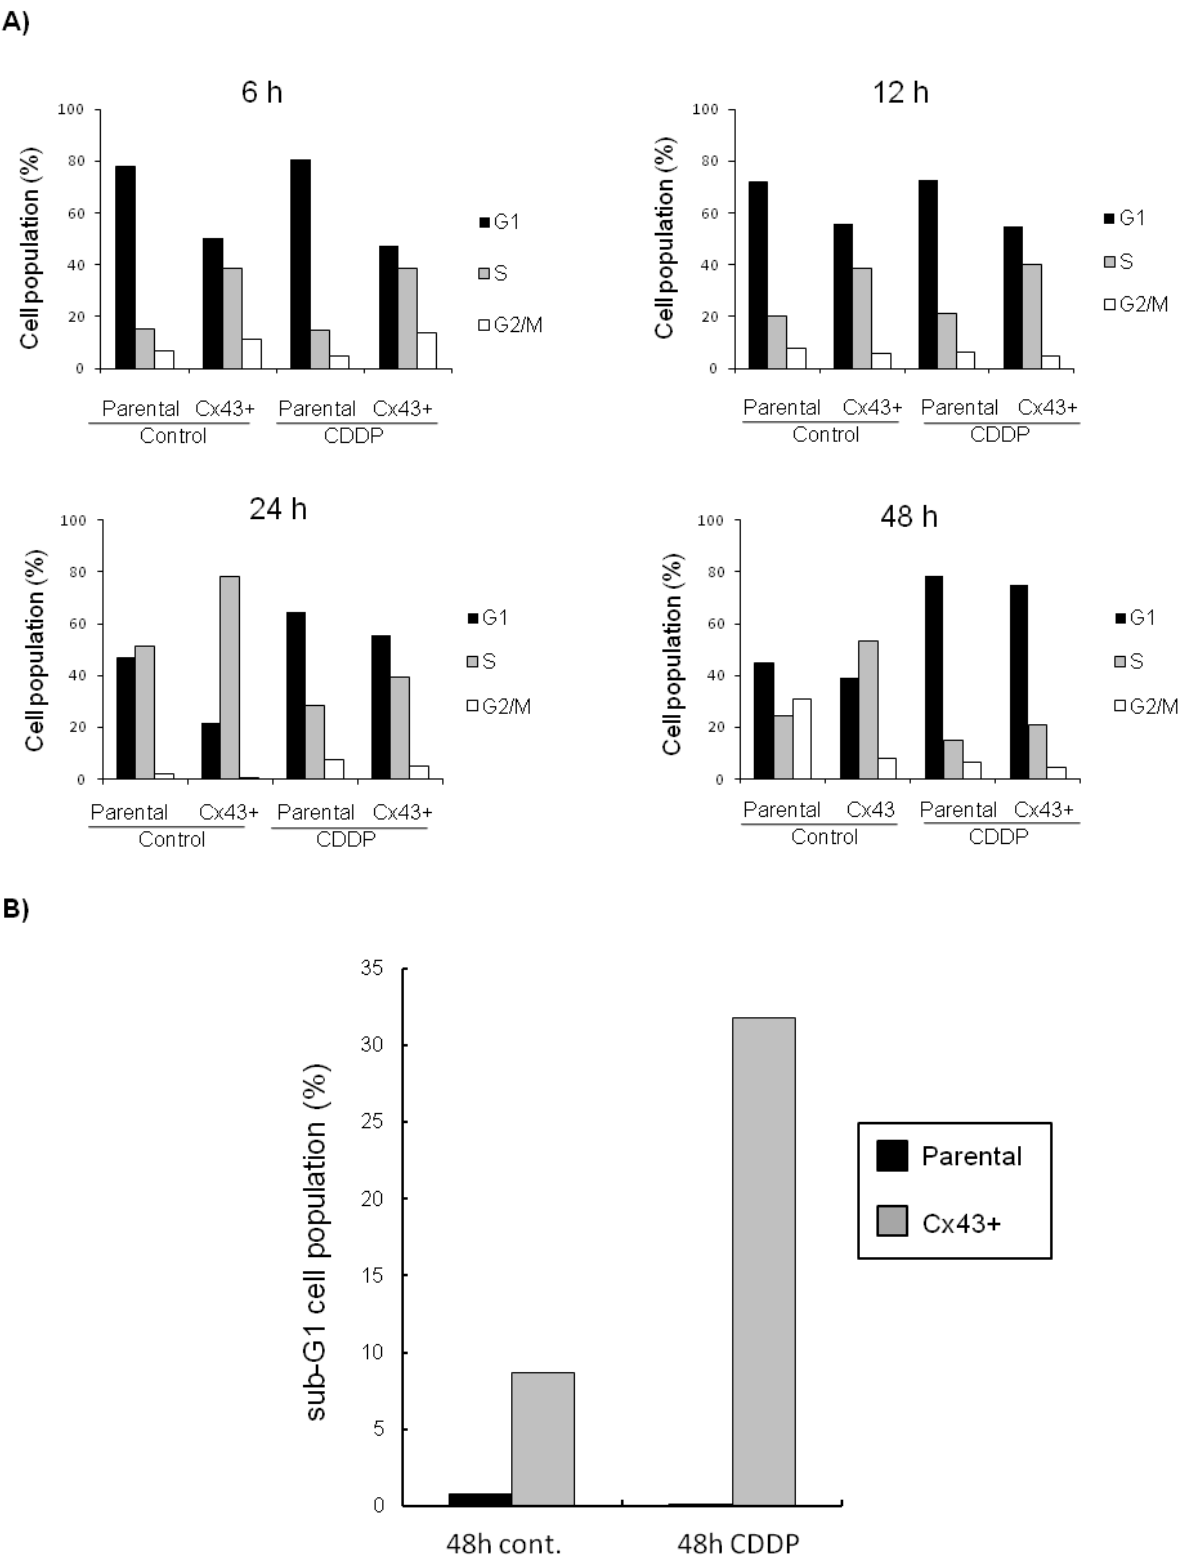 A)
6 h
100
80
60
40
20
0
Cell population (%)
G1
S
G2/M
Parental Cx43+ Parental Cx43+
Control CDDP
12 h
100
80
60
40
20
0
Cell population (%)
G1
S
G2/M
Parental Cx43+ Parental Cx43+
Control CDDP
24 h
100
80
60
40
20
0
Cell population (%)
G1
S
G2/M
Parental Cx43+ Parental Cx43+
Control CDDP
48 h
100
80
60
40
20
0
Cell population (%)
G1
S
G2/M
Parental Cx43 Parental Cx43+
Control CDDP
B)
35
30
25
20
15
10
5
0
sub-G1 cell population (%)
Parental
Cx43+
48h cont. 48h CDDP